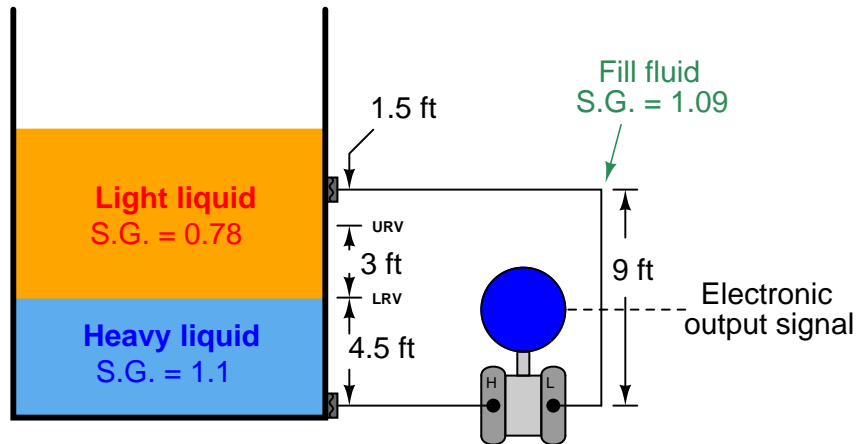 Fill fluid
S.G. = 1.09
1.5 ft
Light liquid
S.G. = 0.78
URV
3 ft
9 ft
LRV
Electronic
output signal
Heavy liquid
S.G. = 1.1
4.5 ft
H
L